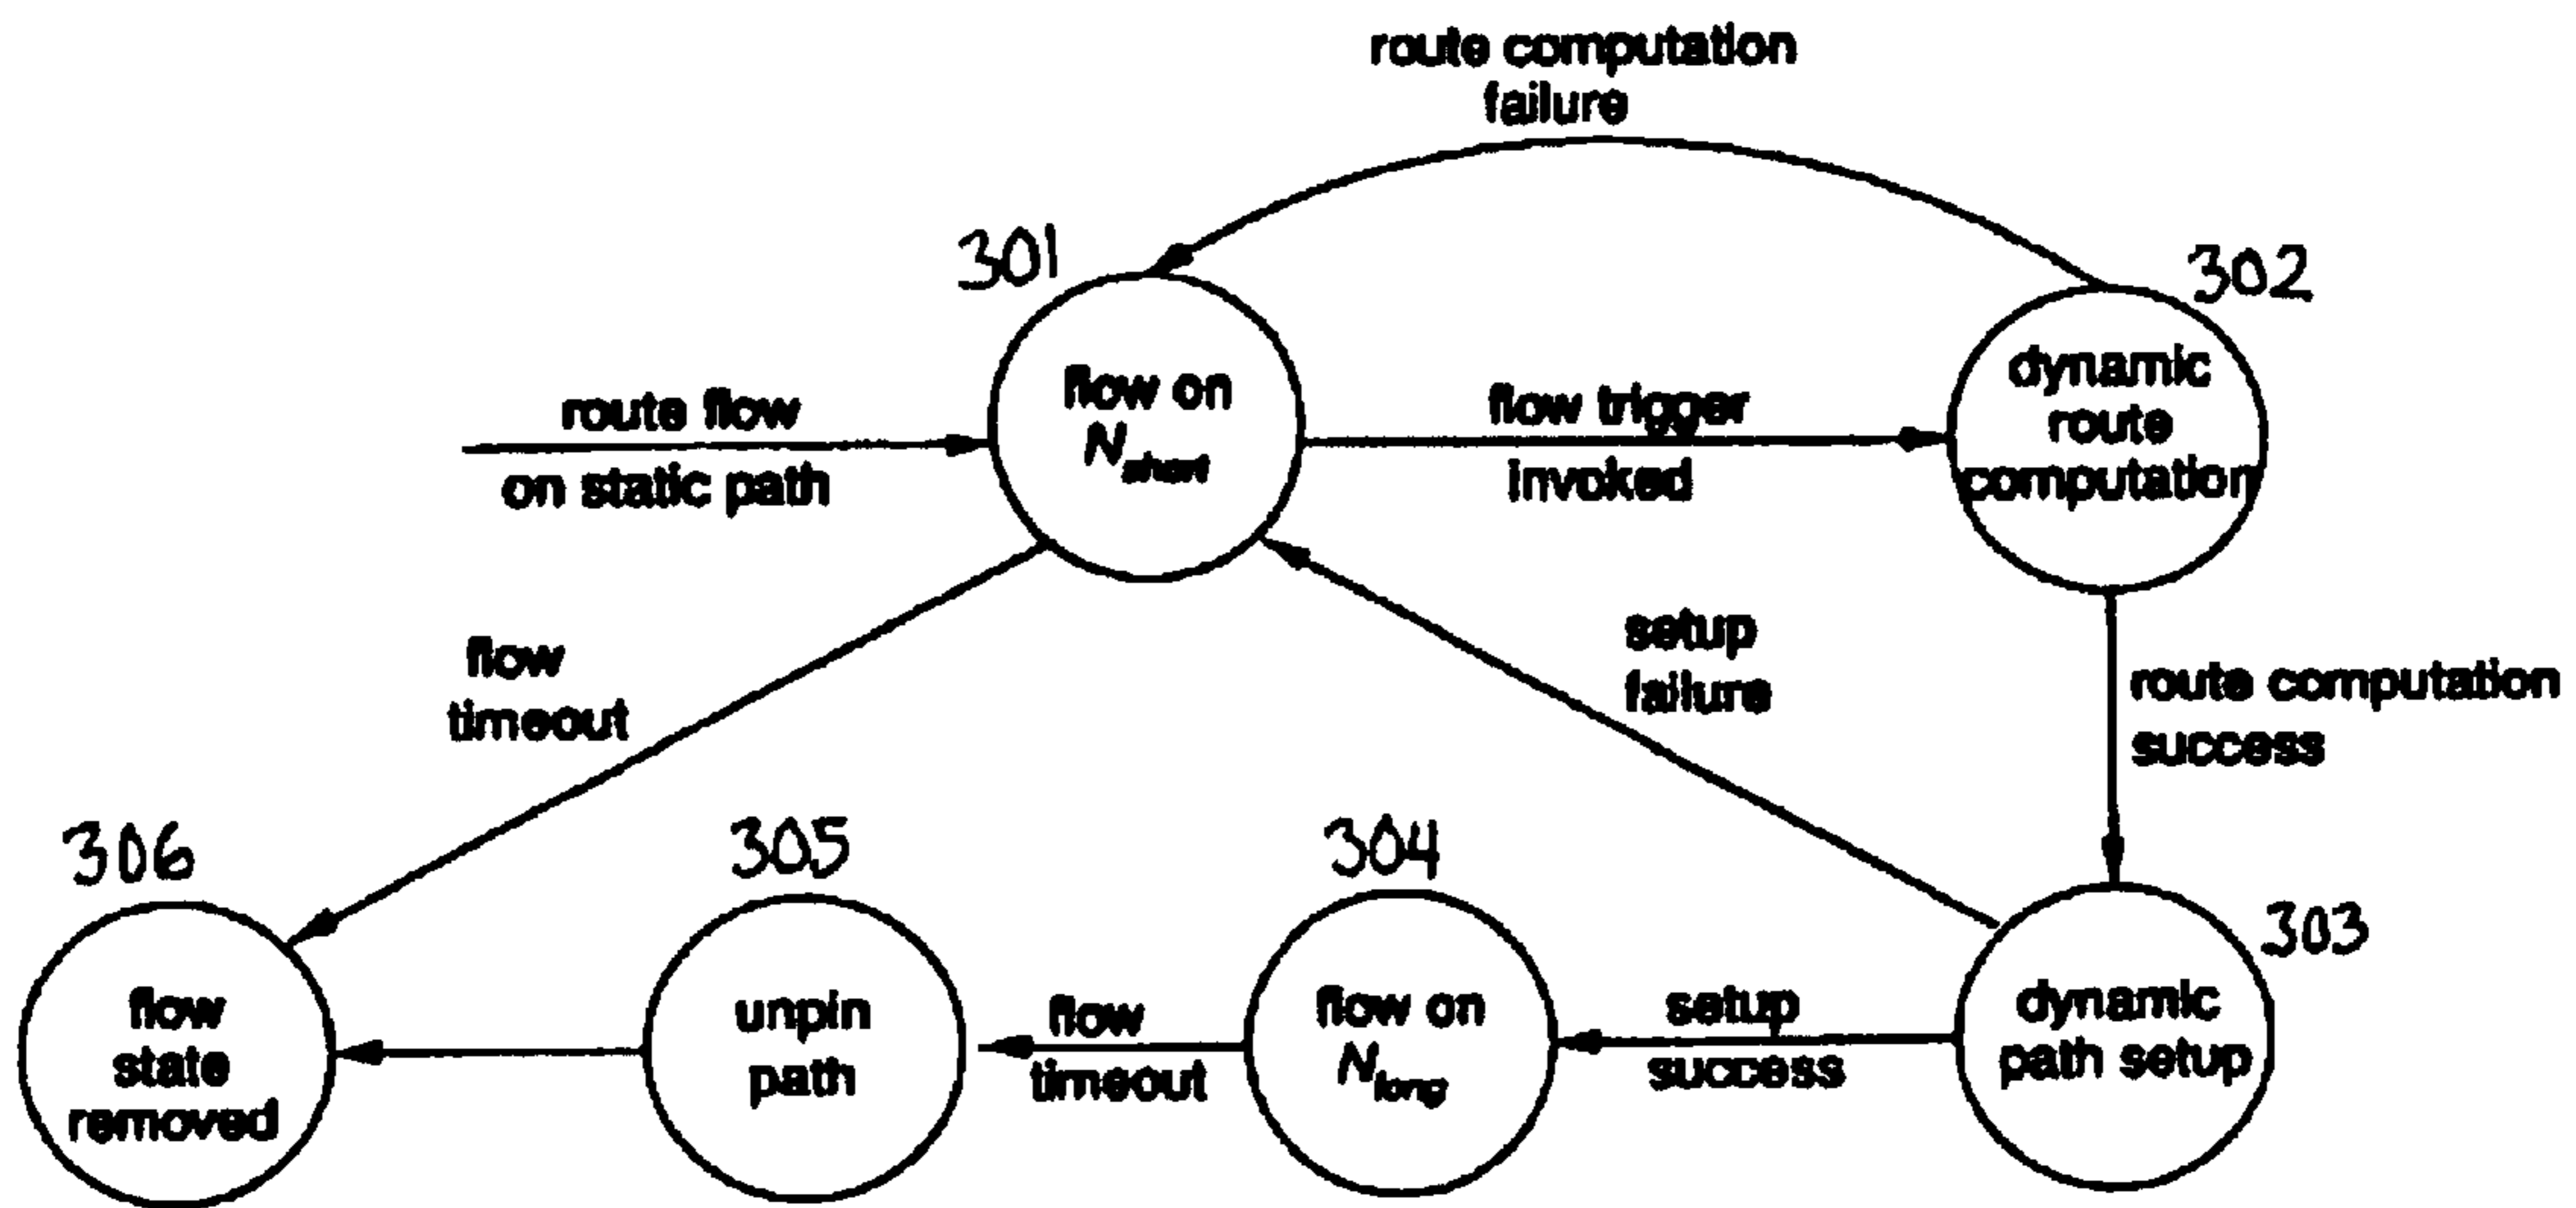 route computation
failure
301
302
flow on
N_short
dynamic
route
computation
route flow
on static path
flow trigger
invoked
flow
timeout
setup
failure
route computation
success
306
305
304
303
flow
state
removed
unpin
path
flow
timeout
flow on
N_long
setup
success
dynamic
path setup